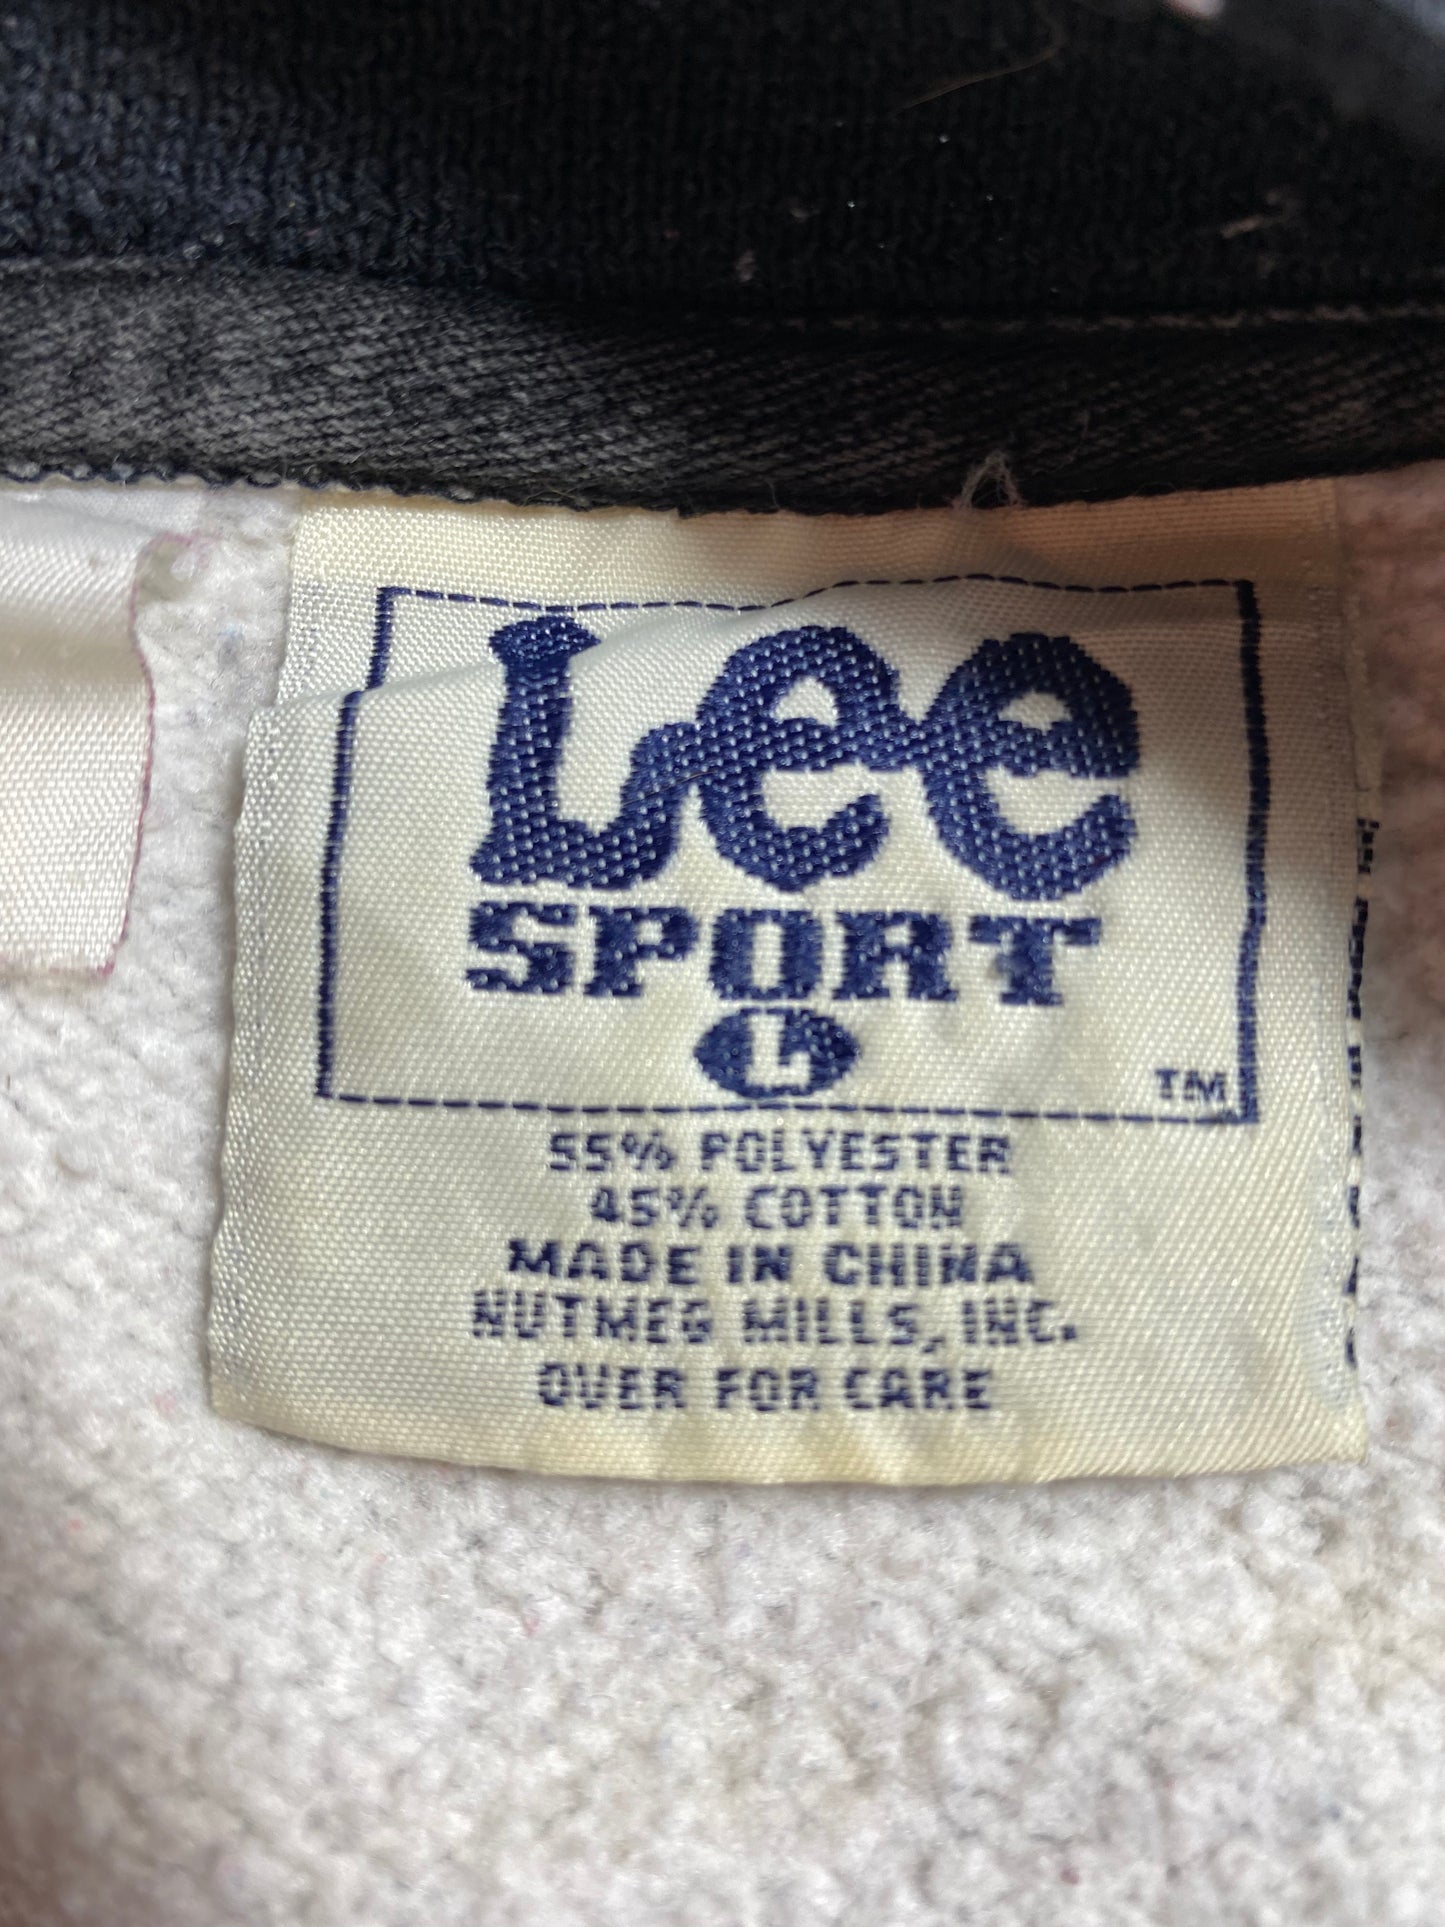 Lee
SPORT
L
TM
55% POLYESTER
45% COTTON
MADE IN CHINA
NUTMEG MILLS, INC.
OVER FOR CARE